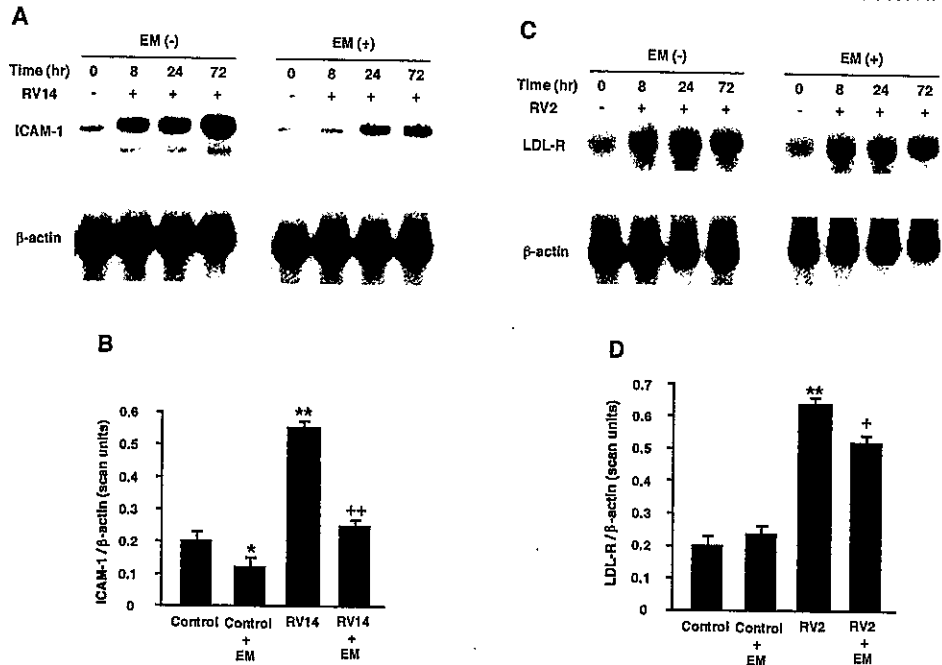 A
EM (-) EM (+)
Time (hr) 0 8 24 72 0 8 24 72
RV14 - + + + - + + +
ICAM-1
β-actin
B
ICAM-1 / β-actin (scan units)
0.6
0.5
0.4
0.3
0.2
0.1
0
**
*
++
Control Control + EM RV14 RV14 + EM
C
EM (-) EM (+)
Time (hr) 0 8 24 72 0 8 24 72
RV2 - + + + - + + +
LDL-R
β-actin
D
LDL-R / β-actin (scan units)
0.7
0.6
0.5
0.4
0.3
0.2
0.1
0
**
+
Control Control + EM RV2 RV2 + EM